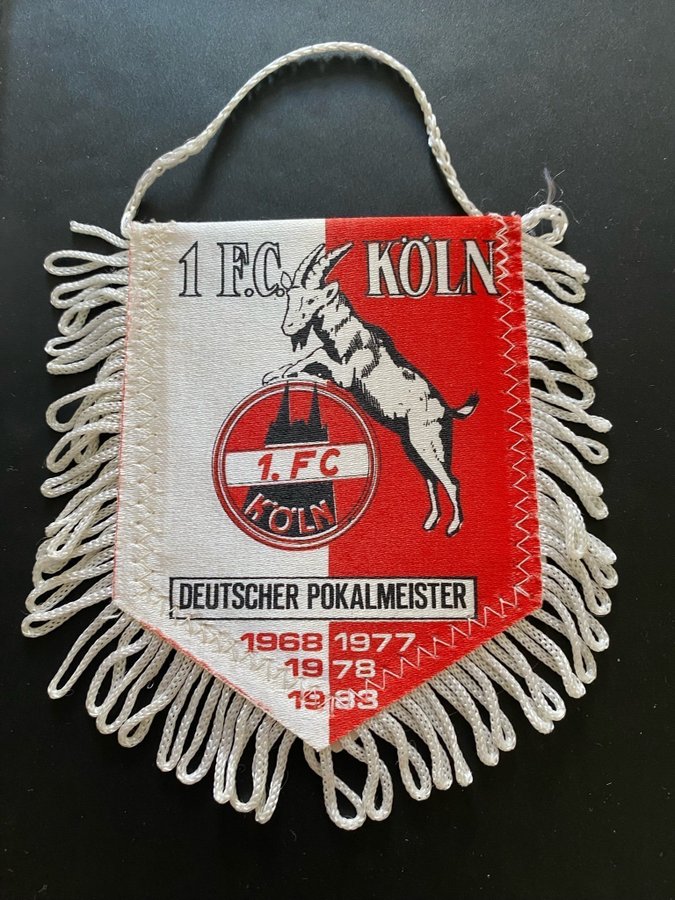 1 F.C. KÖLN
1. FC
KÖLN
DEUTSCHER POKALMEISTER
1968 1977
1978
1983